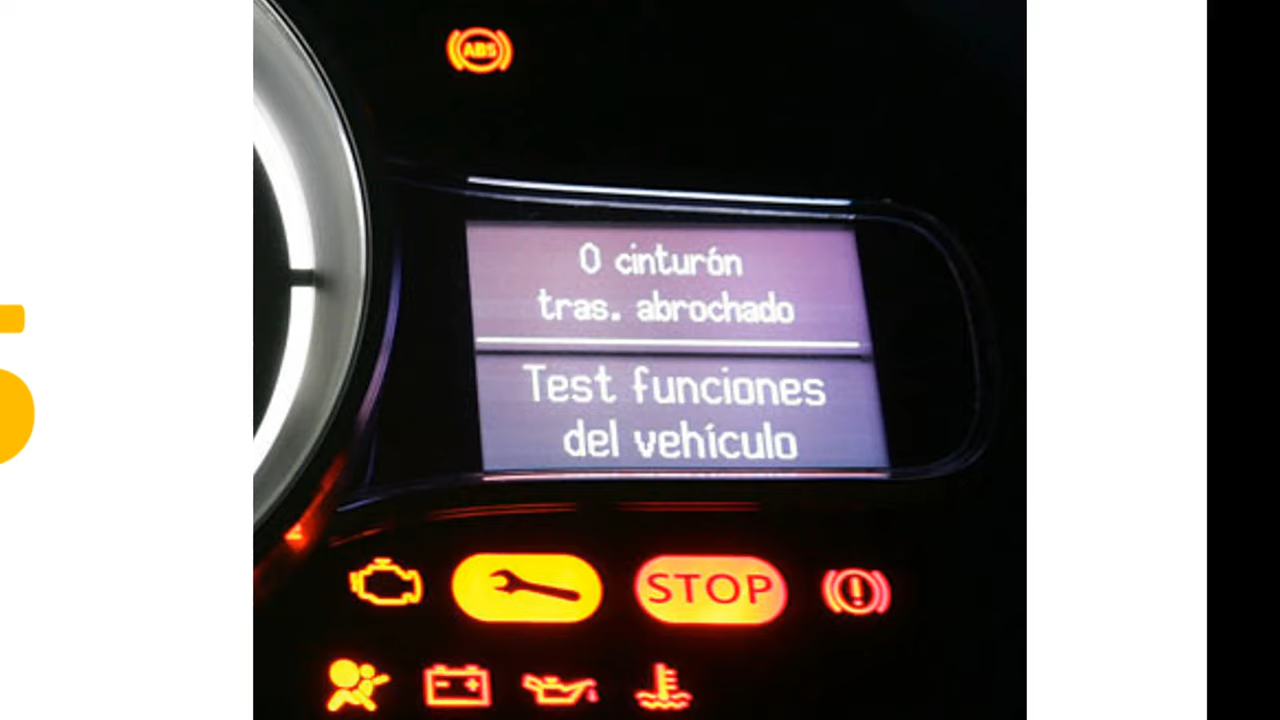 ABS
0 cinturón
tras. abrochado
Test funciones
del vehículo
STOP